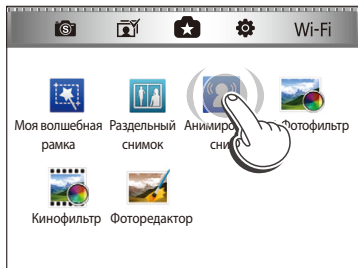 Wi-Fi
Моя волшебная Раздельный Фотофильтр
рамка снимок
Кинофильтр Фоторедактор